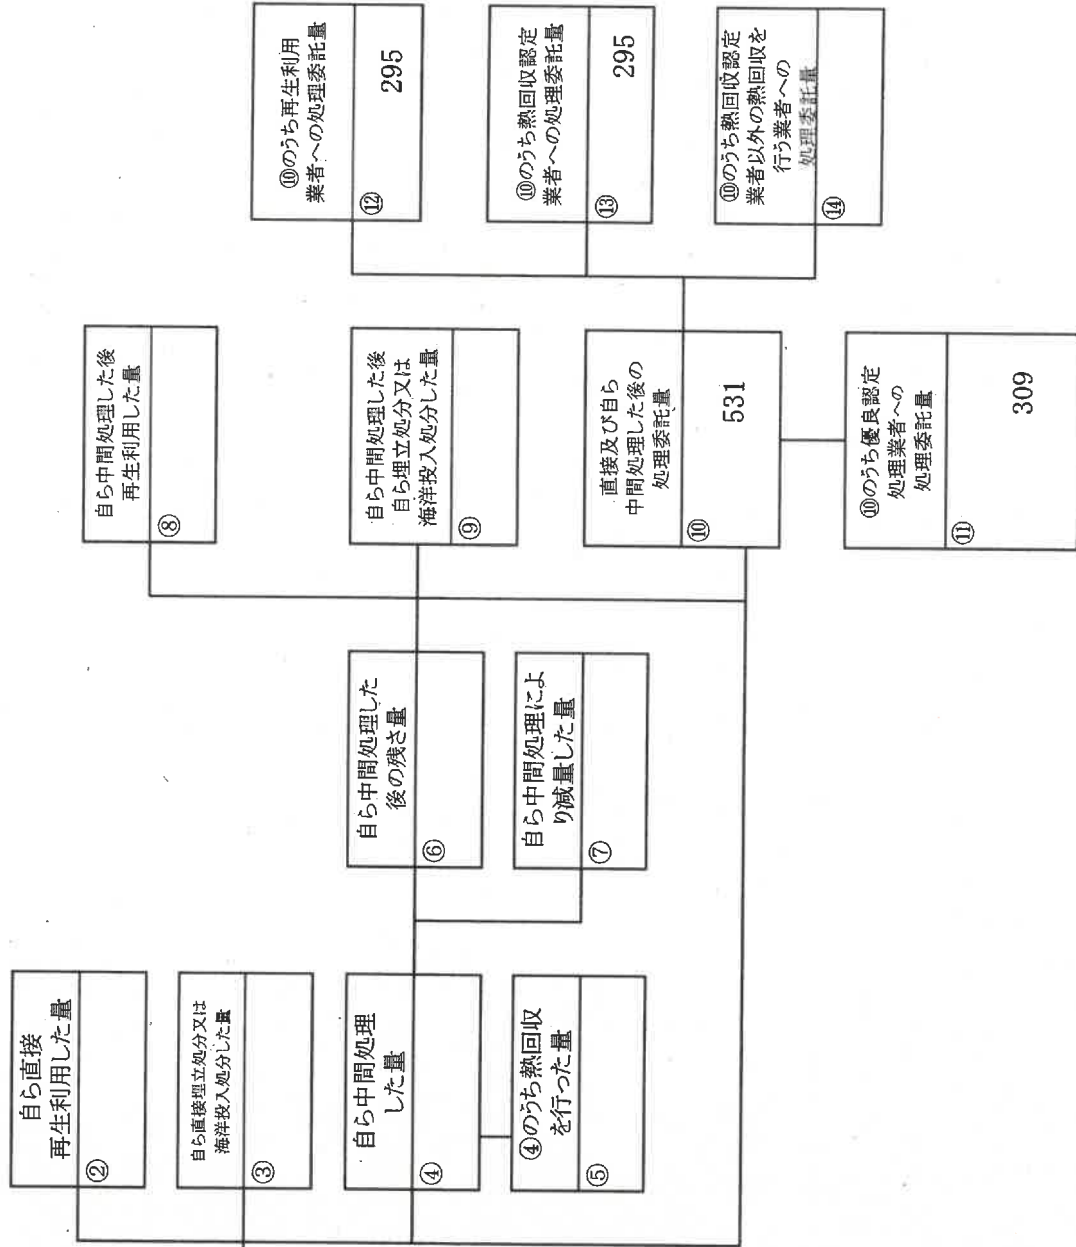 自ら直接
再生利用した量
②
自ら直接埋立処分又は
海洋投入処分した量
③
自ら中間処理
した量
④
④のうち熱回収
を行った量
⑤
自ら中間処理した
後の残さ量
⑥
自ら中間処理によ
り減量した量
⑦
自ら中間処理した後
再生利用した量
⑧
自ら中間処理した後
自ら埋立処分又は
海洋投入処分した量
⑨
直接及び自ら
中間処理した後の
処理委託量
⑩
531
⑩のうち優良認定
処理業者への
処理委託量
⑪
309
⑩のうち再生利用
業者への処理委託量
⑫
295
⑩のうち熱回収認定
業者への処理委託量
⑬
295
⑩のうち熱回収認定
業者以外の熱回収を
行う業者への
処理委託量
⑭